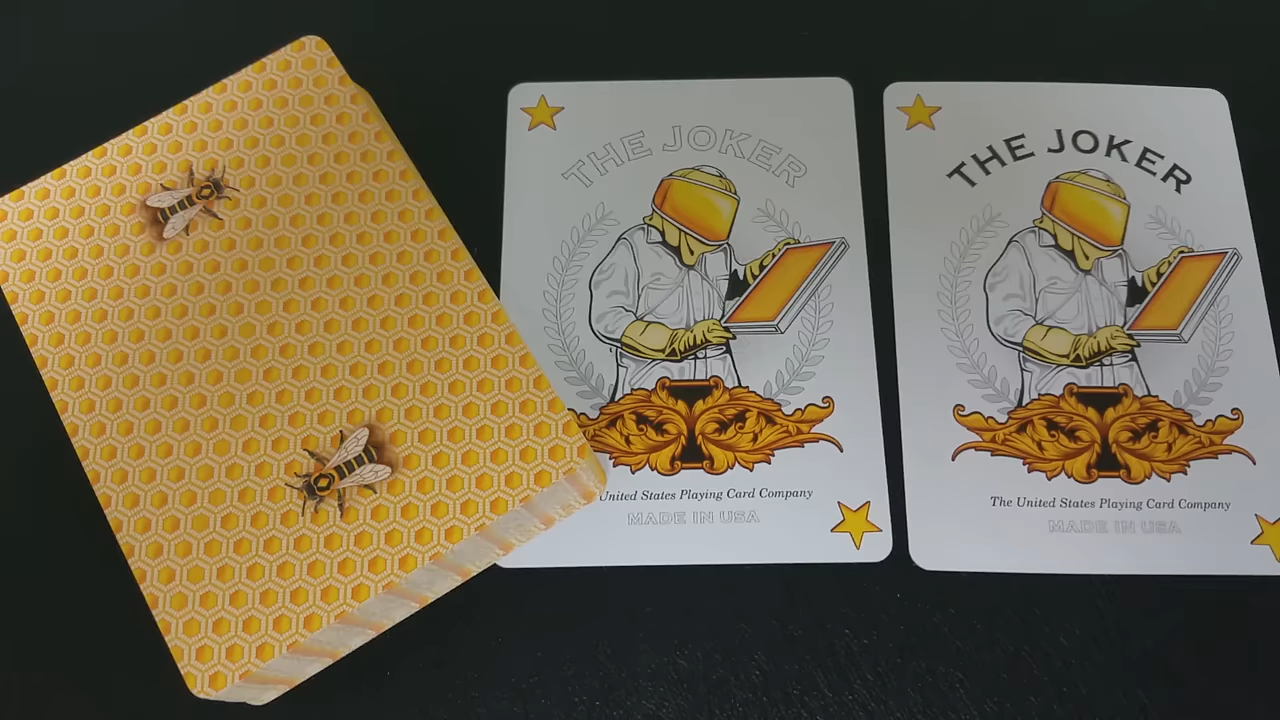 THE JOKER
United States Playing Card Company
MADE IN USA
THE JOKER
The United States Playing Card Company
MADE IN USA